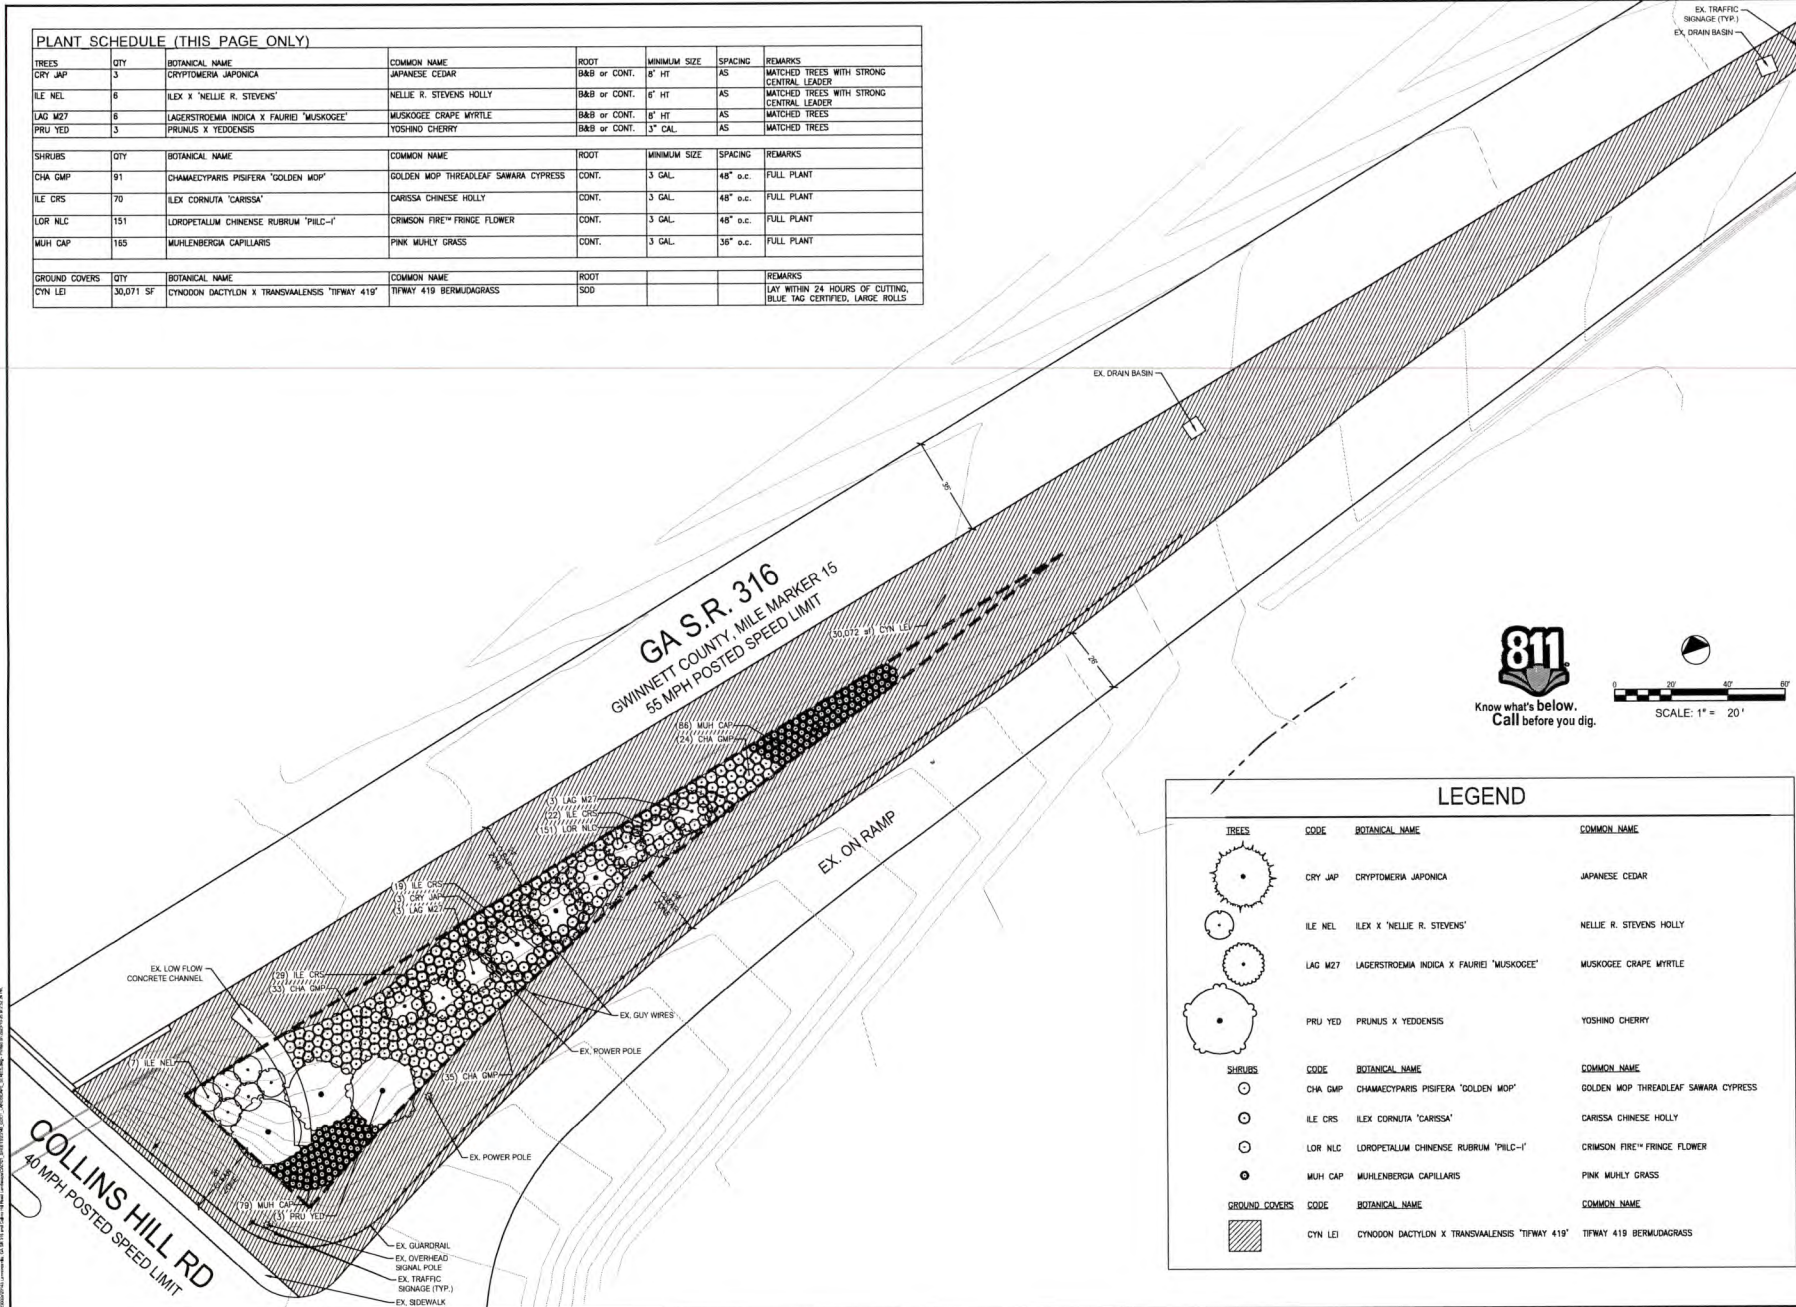 PLANT SCHEDULE (THIS PAGE ONLY)
TREES QTY BOTANICAL NAME COMMON NAME ROOT MINIMUM SIZE SPACING REMARKS
CRY JAP 3 CRYPTOMERIA JAPONICA JAPANESE CEDAR B&B or CONT. 8' HT AS MATCHED TREES WITH STRONG
CENTRAL LEADER
ILE NEL 6 ILEX X 'NELLIE R. STEVENS' NELLIE R. STEVENS HOLLY B&B or CONT. 6' HT AS MATCHED TREES WITH STRONG
CENTRAL LEADER
LAG M27 6 LAGERSTROEMIA INDICA X FAURIEI 'MUSKOGEE' MUSKOGEE CRAPE MYRTLE B&B or CONT. 8' HT AS MATCHED TREES
PRU YED 3 PRUNUS X YEDOENSIS YOSHINO CHERRY B&B or CONT. 3" CAL AS MATCHED TREES
SHRUBS QTY BOTANICAL NAME COMMON NAME ROOT MINIMUM SIZE SPACING REMARKS
CHA GMP 91 CHAMAECYPARIS PISIFERA 'GOLDEN MOP' GOLDEN MOP THREADLEAF SAWARA CYPRESS CONT. 3 GAL. 48" o.c. FULL PLANT
ILE CRS 70 ILEX CORNUTA 'CARISSA' CARISSA CHINESE HOLLY CONT. 3 GAL. 48" o.c. FULL PLANT
LOR NLC 151 LOROPETALUM CHINENSE RUBRUM 'PIILC-I' CRIMSON FIRE™ FRINGE FLOWER CONT. 3 GAL. 48" o.c. FULL PLANT
MUH CAP 165 MUHLENBERGIA CAPILLARIS PINK MUHLY GRASS CONT. 3 GAL. 36" o.c. FULL PLANT
GROUND COVERS QTY BOTANICAL NAME COMMON NAME ROOT REMARKS
CYN LEI 30,071 SF CYNODON DACTYLON X TRANSVAALENSIS 'TIFWAY 419' TIFWAY 419 BERMUDAGRASS SOD LAY WITHIN 24 HOURS OF CUTTING,
BLUE TAG CERTIFIED, LARGE ROLLS
EX. TRAFFIC
SIGNAGE (TYP.)
EX. DRAIN BASIN
EX. DRAIN BASIN
36'
GA S.R. 316
GWINNETT COUNTY, MILE MARKER 15
55 MPH POSTED SPEED LIMIT
(30,072 sf) CYN LEI
26'
(86) MUH CAP
(24) CHA GMP
(3) LAG M27
(22) ILE CRS
(151) LOR NLC
CLEAR
ZONE
(19) ILE CRS
(3) CRY JAP
(3) LAG M27
CLEAR
ZONE
EX. ON RAMP
EX. LOW FLOW
CONCRETE CHANNEL
(29) ILE CRS
(33) CHA GMP
EX. GUY WIRES
EX. POWER POLE
(7) ILE NEL
(35) CHA GMP
EX. POWER POLE
CLEAR
ZONE
(79) MUH CAP
(3) PRU YED
EX. GUARDRAIL
EX. OVERHEAD
SIGNAL POLE
EX. TRAFFIC
SIGNAGE (TYP.)
EX. SIDEWALK
COLLINS HILL RD
40 MPH POSTED SPEED LIMIT
811
Know what's below.
Call before you dig.
0 20' 40' 60'
SCALE: 1" = 20'
LEGEND
TREES CODE BOTANICAL NAME COMMON NAME
CRY JAP CRYPTOMERIA JAPONICA JAPANESE CEDAR
ILE NEL ILEX X 'NELLIE R. STEVENS' NELLIE R. STEVENS HOLLY
LAG M27 LAGERSTROEMIA INDICA X FAURIEI 'MUSKOGEE' MUSKOGEE CRAPE MYRTLE
PRU YED PRUNUS X YEDOENSIS YOSHINO CHERRY
SHRUBS CODE BOTANICAL NAME COMMON NAME
CHA GMP CHAMAECYPARIS PISIFERA 'GOLDEN MOP' GOLDEN MOP THREADLEAF SAWARA CYPRESS
ILE CRS ILEX CORNUTA 'CARISSA' CARISSA CHINESE HOLLY
LOR NLC LOROPETALUM CHINENSE RUBRUM 'PIILC-I' CRIMSON FIRE™ FRINGE FLOWER
MUH CAP MUHLENBERGIA CAPILLARIS PINK MUHLY GRASS
GROUND COVERS CODE BOTANICAL NAME COMMON NAME
CYN LEI CYNODON DACTYLON X TRANSVAALENSIS 'TIFWAY 419' TIFWAY 419 BERMUDAGRASS